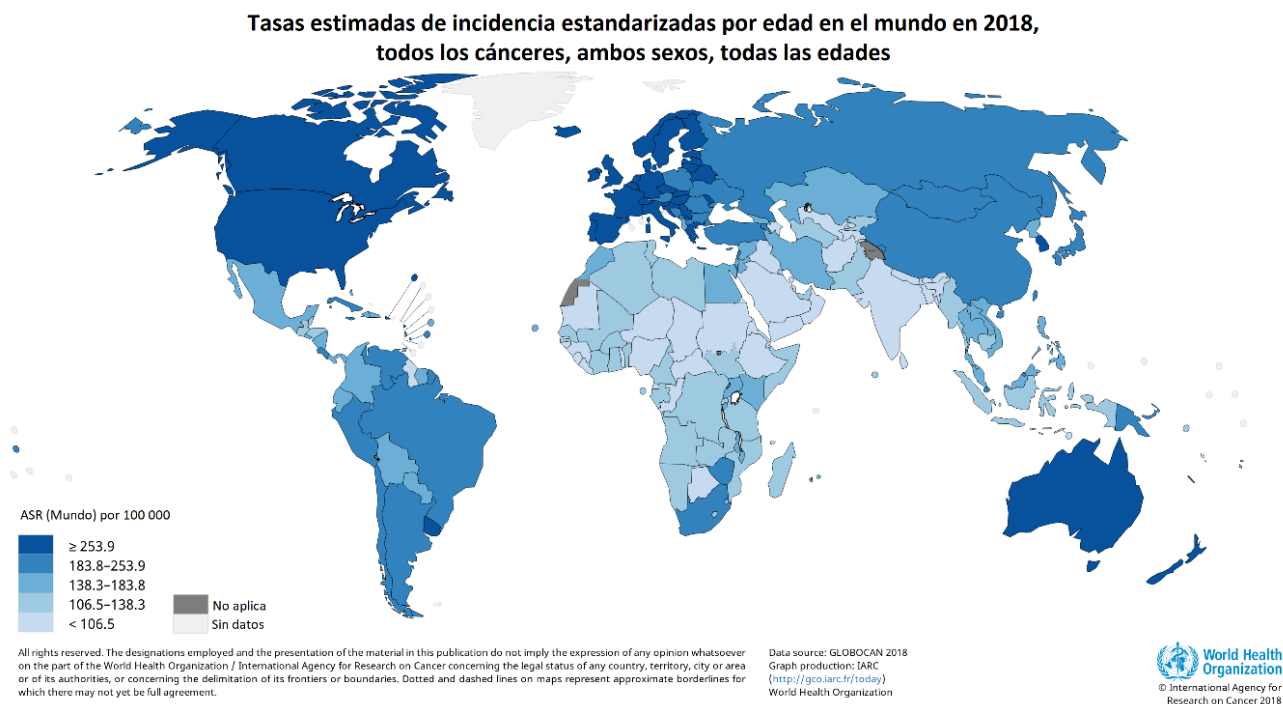 Tasas estimadas de incidencia estandarizadas por edad en el mundo en 2018,
todos los cánceres, ambos sexos, todas las edades
ASR (Mundo) por 100 000
≥ 253.9
183.8–253.9
138.3–183.8
106.5–138.3
< 106.5
No aplica
Sin datos
All rights reserved. The designations employed and the presentation of the material in this publication do not imply the expression of any opinion whatsoever
on the part of the World Health Organization / International Agency for Research on Cancer concerning the legal status of any country, territory, city or area
or of its authorities, or concerning the delimitation of its frontiers or boundaries. Dotted and dashed lines on maps represent approximate borderlines for
which there may not yet be full agreement.
Data source: GLOBOCAN 2018
Graph production: IARC
(http://gco.iarc.fr/today)
World Health Organization
World Health
Organization
© International Agency for
Research on Cancer 2018